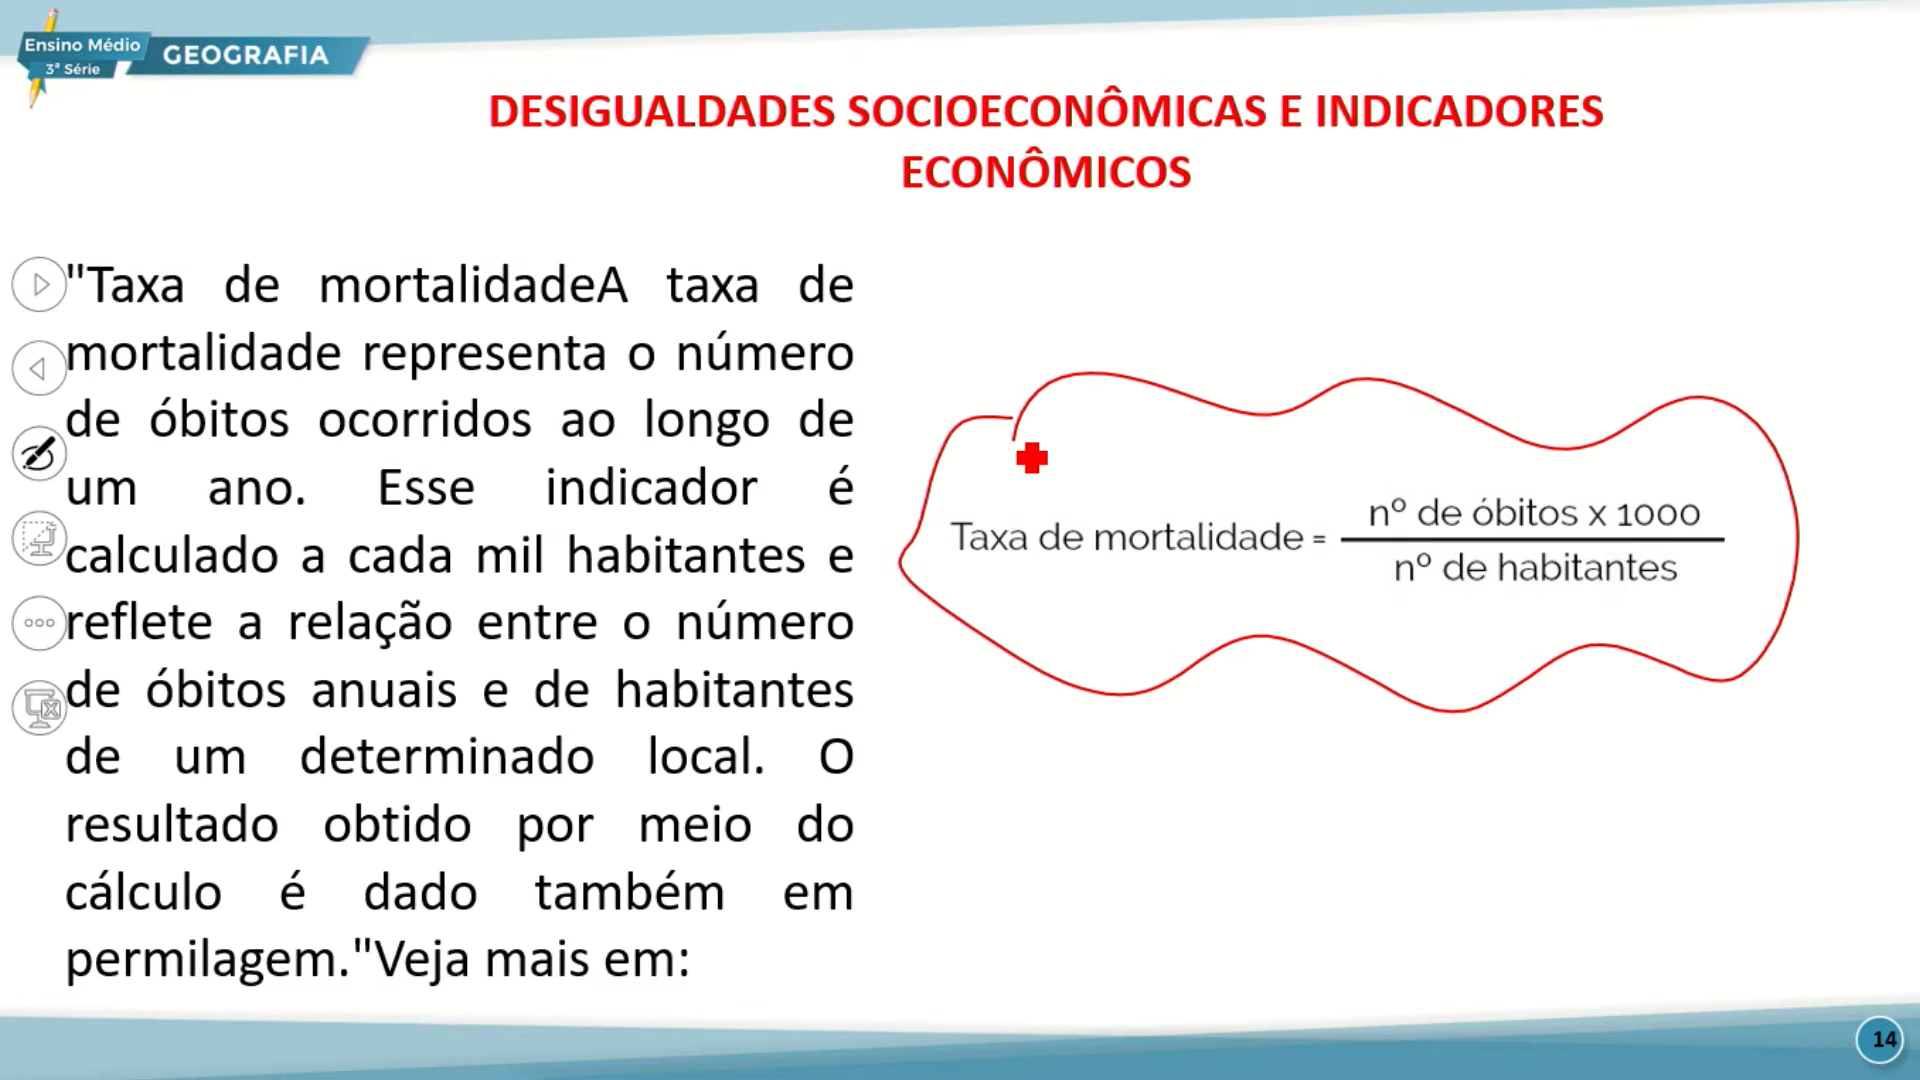 Ensino Médio
3ª Série
GEOGRAFIA
DESIGUALDADES SOCIOECONÔMICAS E INDICADORES
ECONÔMICOS
"Taxa de mortalidadeA taxa de
mortalidade representa o número
de óbitos ocorridos ao longo de
um ano. Esse indicador é
calculado a cada mil habitantes e
reflete a relação entre o número
de óbitos anuais e de habitantes
de um determinado local. O
resultado obtido por meio do
cálculo é dado também em
permilagem."Veja mais em:
Taxa de mortalidade =
nº de óbitos x 1000
nº de habitantes
14